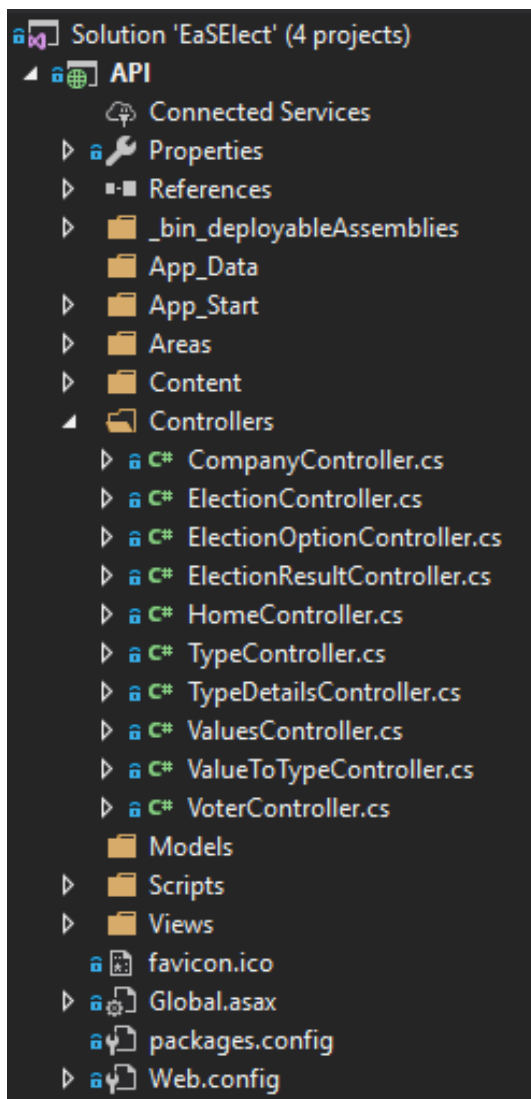 Solution 'EaSElect' (4 projects)
API
Connected Services
Properties
References
_bin_deployableAssemblies
App_Data
App_Start
Areas
Content
Controllers
C# CompanyController.cs
C# ElectionController.cs
C# ElectionOptionController.cs
C# ElectionResultController.cs
C# HomeController.cs
C# TypeController.cs
C# TypeDetailsController.cs
C# ValuesController.cs
C# ValueToTypeController.cs
C# VoterController.cs
Models
Scripts
Views
favicon.ico
Global.asax
packages.config
Web.config